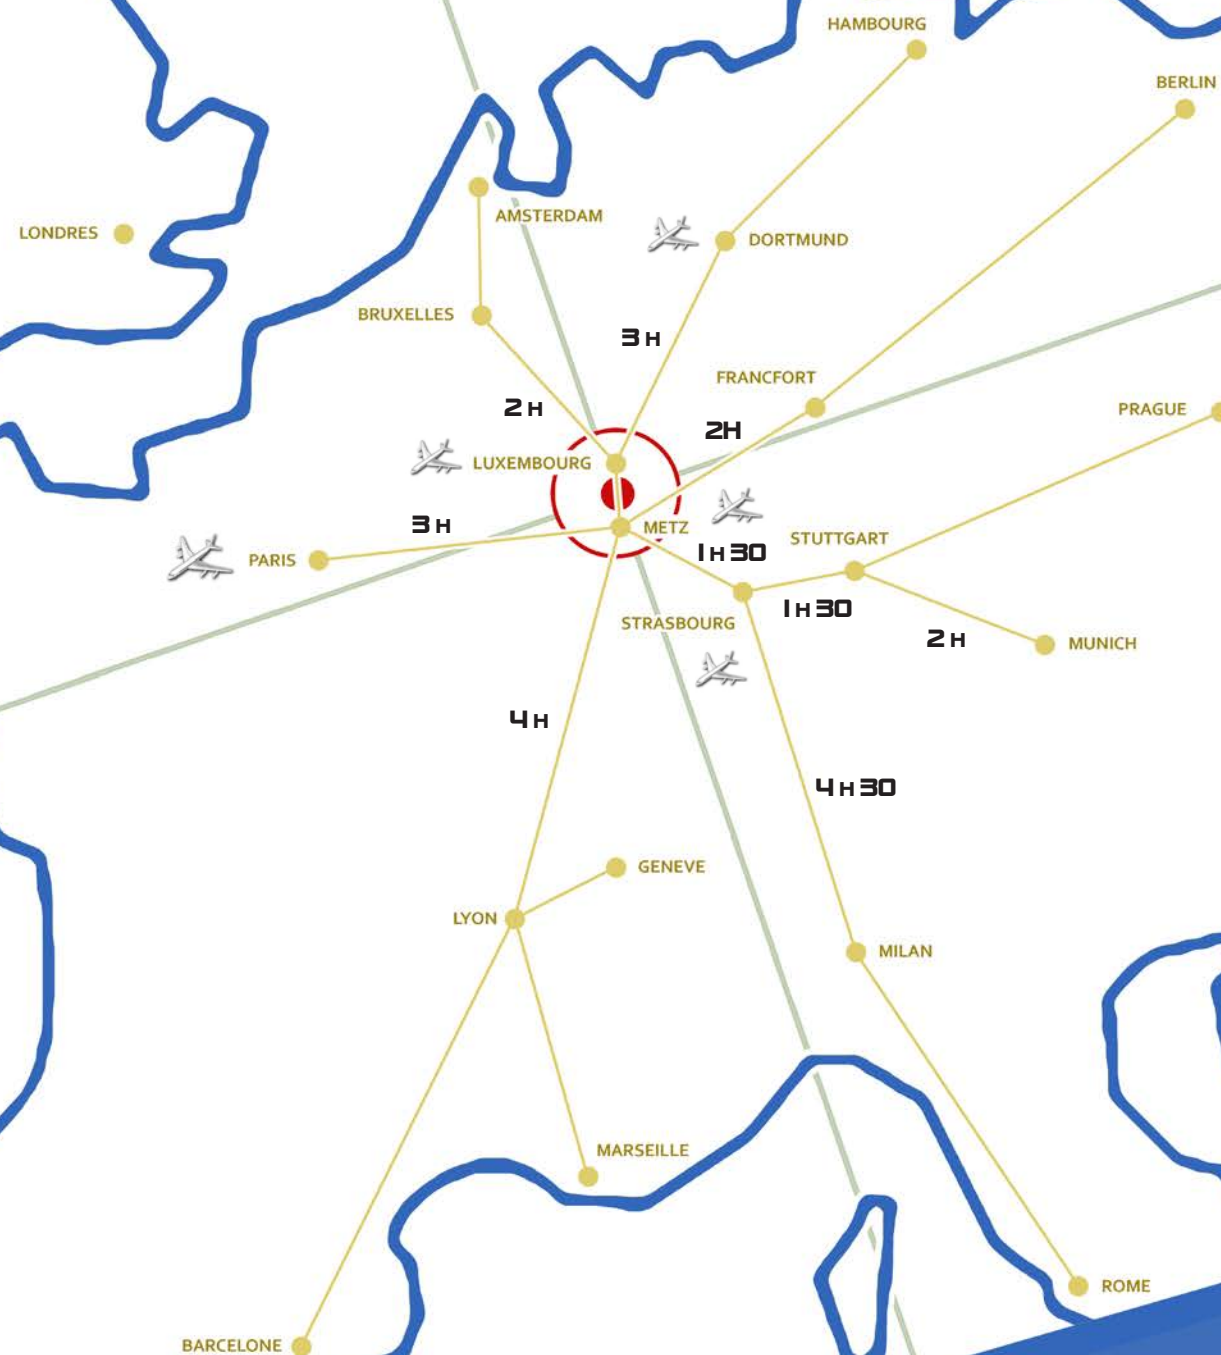 HAMBOURG
BERLIN
AMSTERDAM
LONDRES
DORTMUND
BRUXELLES
3 H
FRANCFORT
2 H
PRAGUE
2H
LUXEMBOURG
3 H
METZ
STUTTGART
1 H 30
PARIS
1 H 30
STRASBOURG
2 H
MUNICH
4 H
4 H 30
GENEVE
LYON
MILAN
MARSEILLE
ROME
BARCELONE